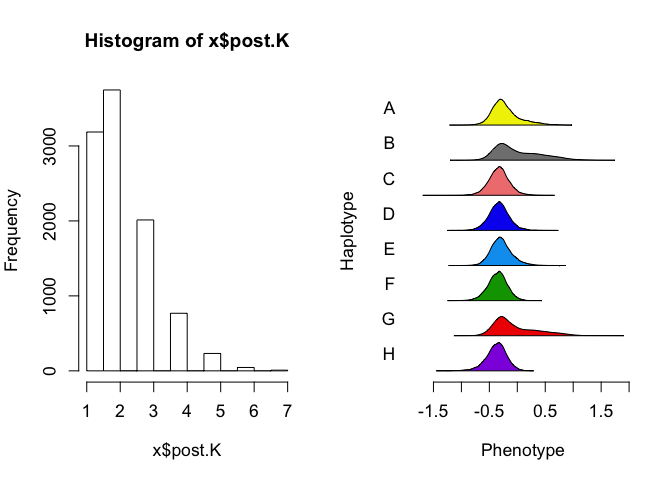 Histogram of x$post.K
Frequency
0
1000
2000
3000
1
2
3
4
5
6
7
x$post.K
Haplotype
A
B
C
D
E
F
G
H
-1.5
-0.5
0.5
1.5
Phenotype